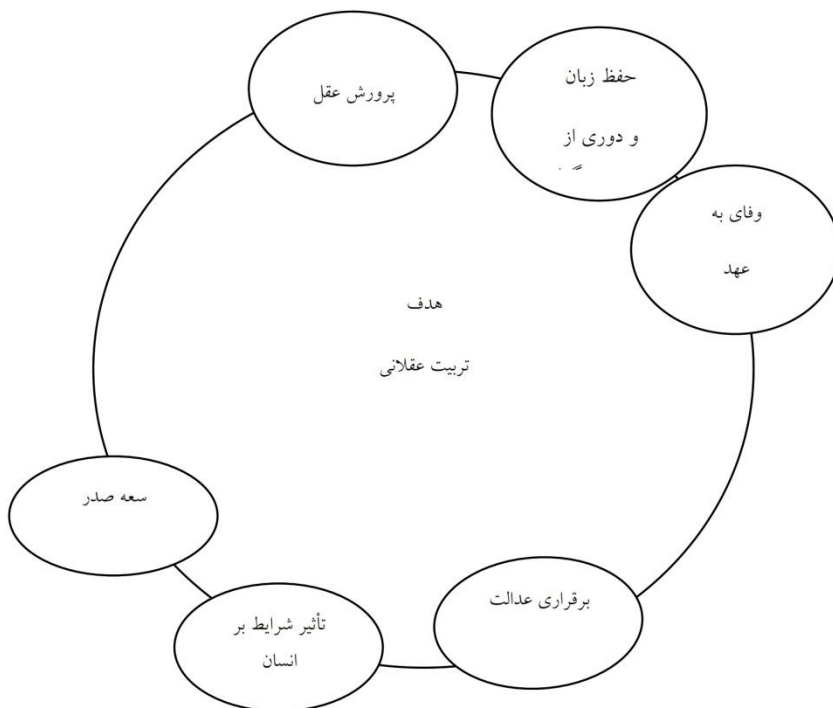 پرورش عقل
حفظ زبان
و دوری از
وفای به
عهد
هدف
تربیت عقلانی
سعه صدر
برقراری عدالت
تأثیر شرایط بر
انسان